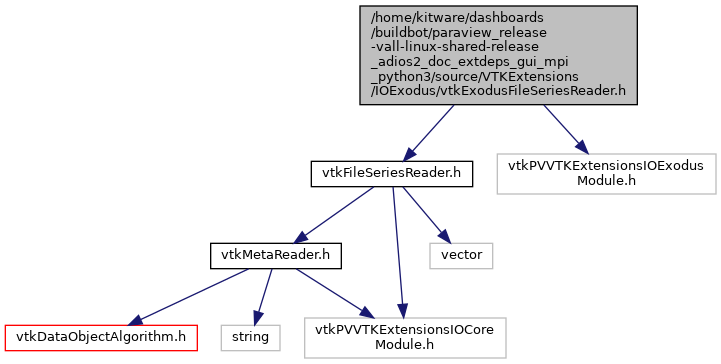 /home/kitware/dashboards
/buildbot/paraview_release
-vall-linux-shared-release
_adios2_doc_extdeps_gui_mpi
_python3/source/VTKExtensions
/IOExodus/vtkExodusFileSeriesReader.h
vtkFileSeriesReader.h
vtkPVVTKExtensionsIOExodus
Module.h
vtkMetaReader.h
vector
vtkDataObjectAlgorithm.h
string
vtkPVVTKExtensionsIOCore
Module.h